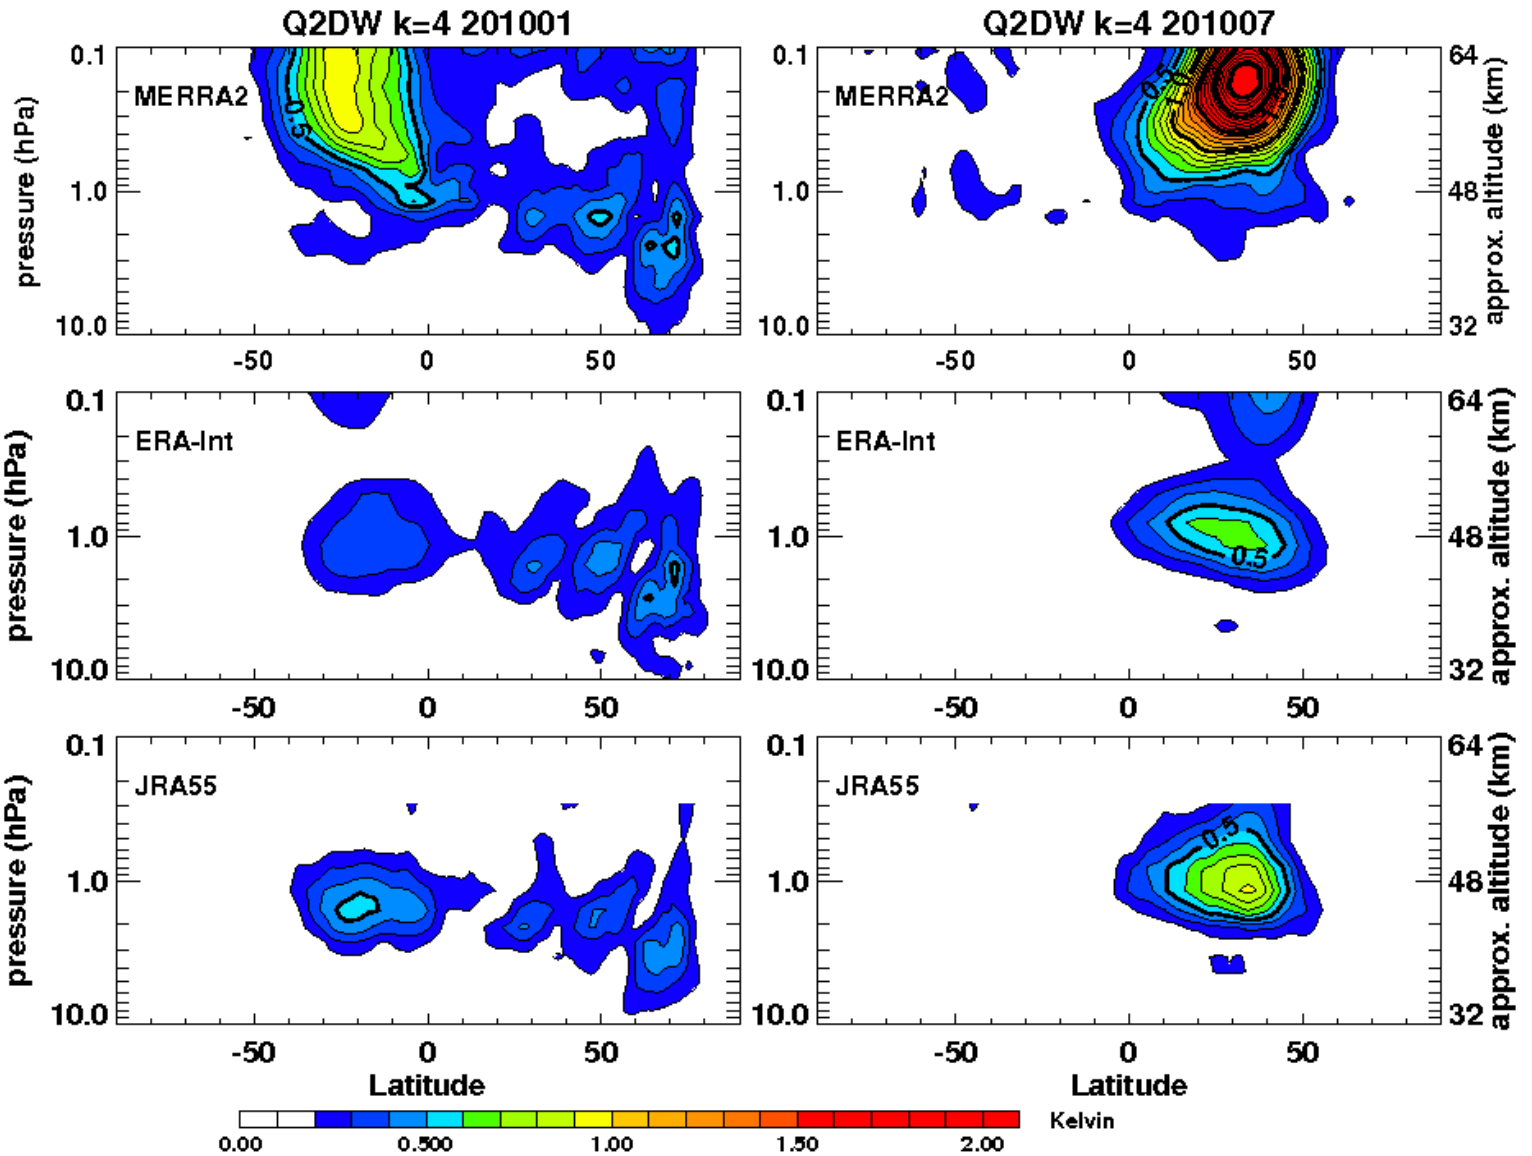 Q2DW k=4 201001 Q2DW k=4 201007
0.1 MERRA2 0.5 1.0 10.0 pressure (hPa) -50 0 50
0.1 MERRA2 0.5 1.0 1.0 10.0 -50 0 50 64 48 32 approx. altitude (km)
0.1 ERA-Int 1.0 10.0 pressure (hPa) -50 0 50
0.1 ERA-Int 1.0 0.5 10.0 -50 0 50 64 48 32 approx. altitude (km)
0.1 JRA55 1.0 10.0 pressure (hPa) -50 0 50
0.1 JRA55 0.5 1.0 10.0 -50 0 50 64 48 32 approx. altitude (km)
Latitude Latitude
Kelvin
0.00 0.500 1.00 1.50 2.00